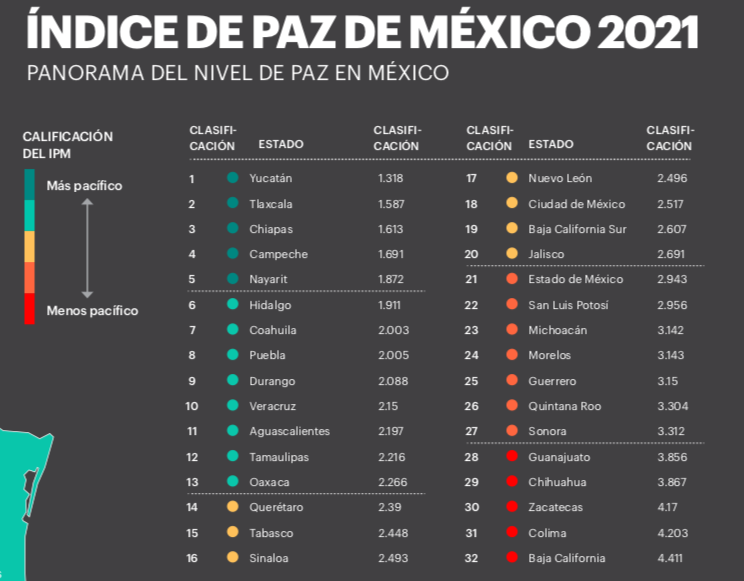 ÍNDICE DE PAZ DE MÉXICO 2021
PANORAMA DEL NIVEL DE PAZ EN MÉXICO
CALIFICACIÓN
DEL IPM
Más pacífico
Menos pacífico
CLASIFI-
CACIÓN ESTADO CLASIFI-
CACIÓN
1 Yucatán 1.318
2 Tlaxcala 1.587
3 Chiapas 1.613
4 Campeche 1.691
5 Nayarit 1.872
6 Hidalgo 1.911
7 Coahuila 2.003
8 Puebla 2.005
9 Durango 2.088
10 Veracruz 2.15
11 Aguascalientes 2.197
12 Tamaulipas 2.216
13 Oaxaca 2.266
14 Querétaro 2.39
15 Tabasco 2.448
16 Sinaloa 2.493
CLASIFI-
CACIÓN ESTADO CLASIFI-
CACIÓN
17 Nuevo León 2.496
18 Ciudad de México 2.517
19 Baja California Sur 2.607
20 Jalisco 2.691
21 Estado de México 2.943
22 San Luis Potosí 2.956
23 Michoacán 3.142
24 Morelos 3.143
25 Guerrero 3.15
26 Quintana Roo 3.304
27 Sonora 3.312
28 Guanajuato 3.856
29 Chihuahua 3.867
30 Zacatecas 4.17
31 Colima 4.203
32 Baja California 4.411